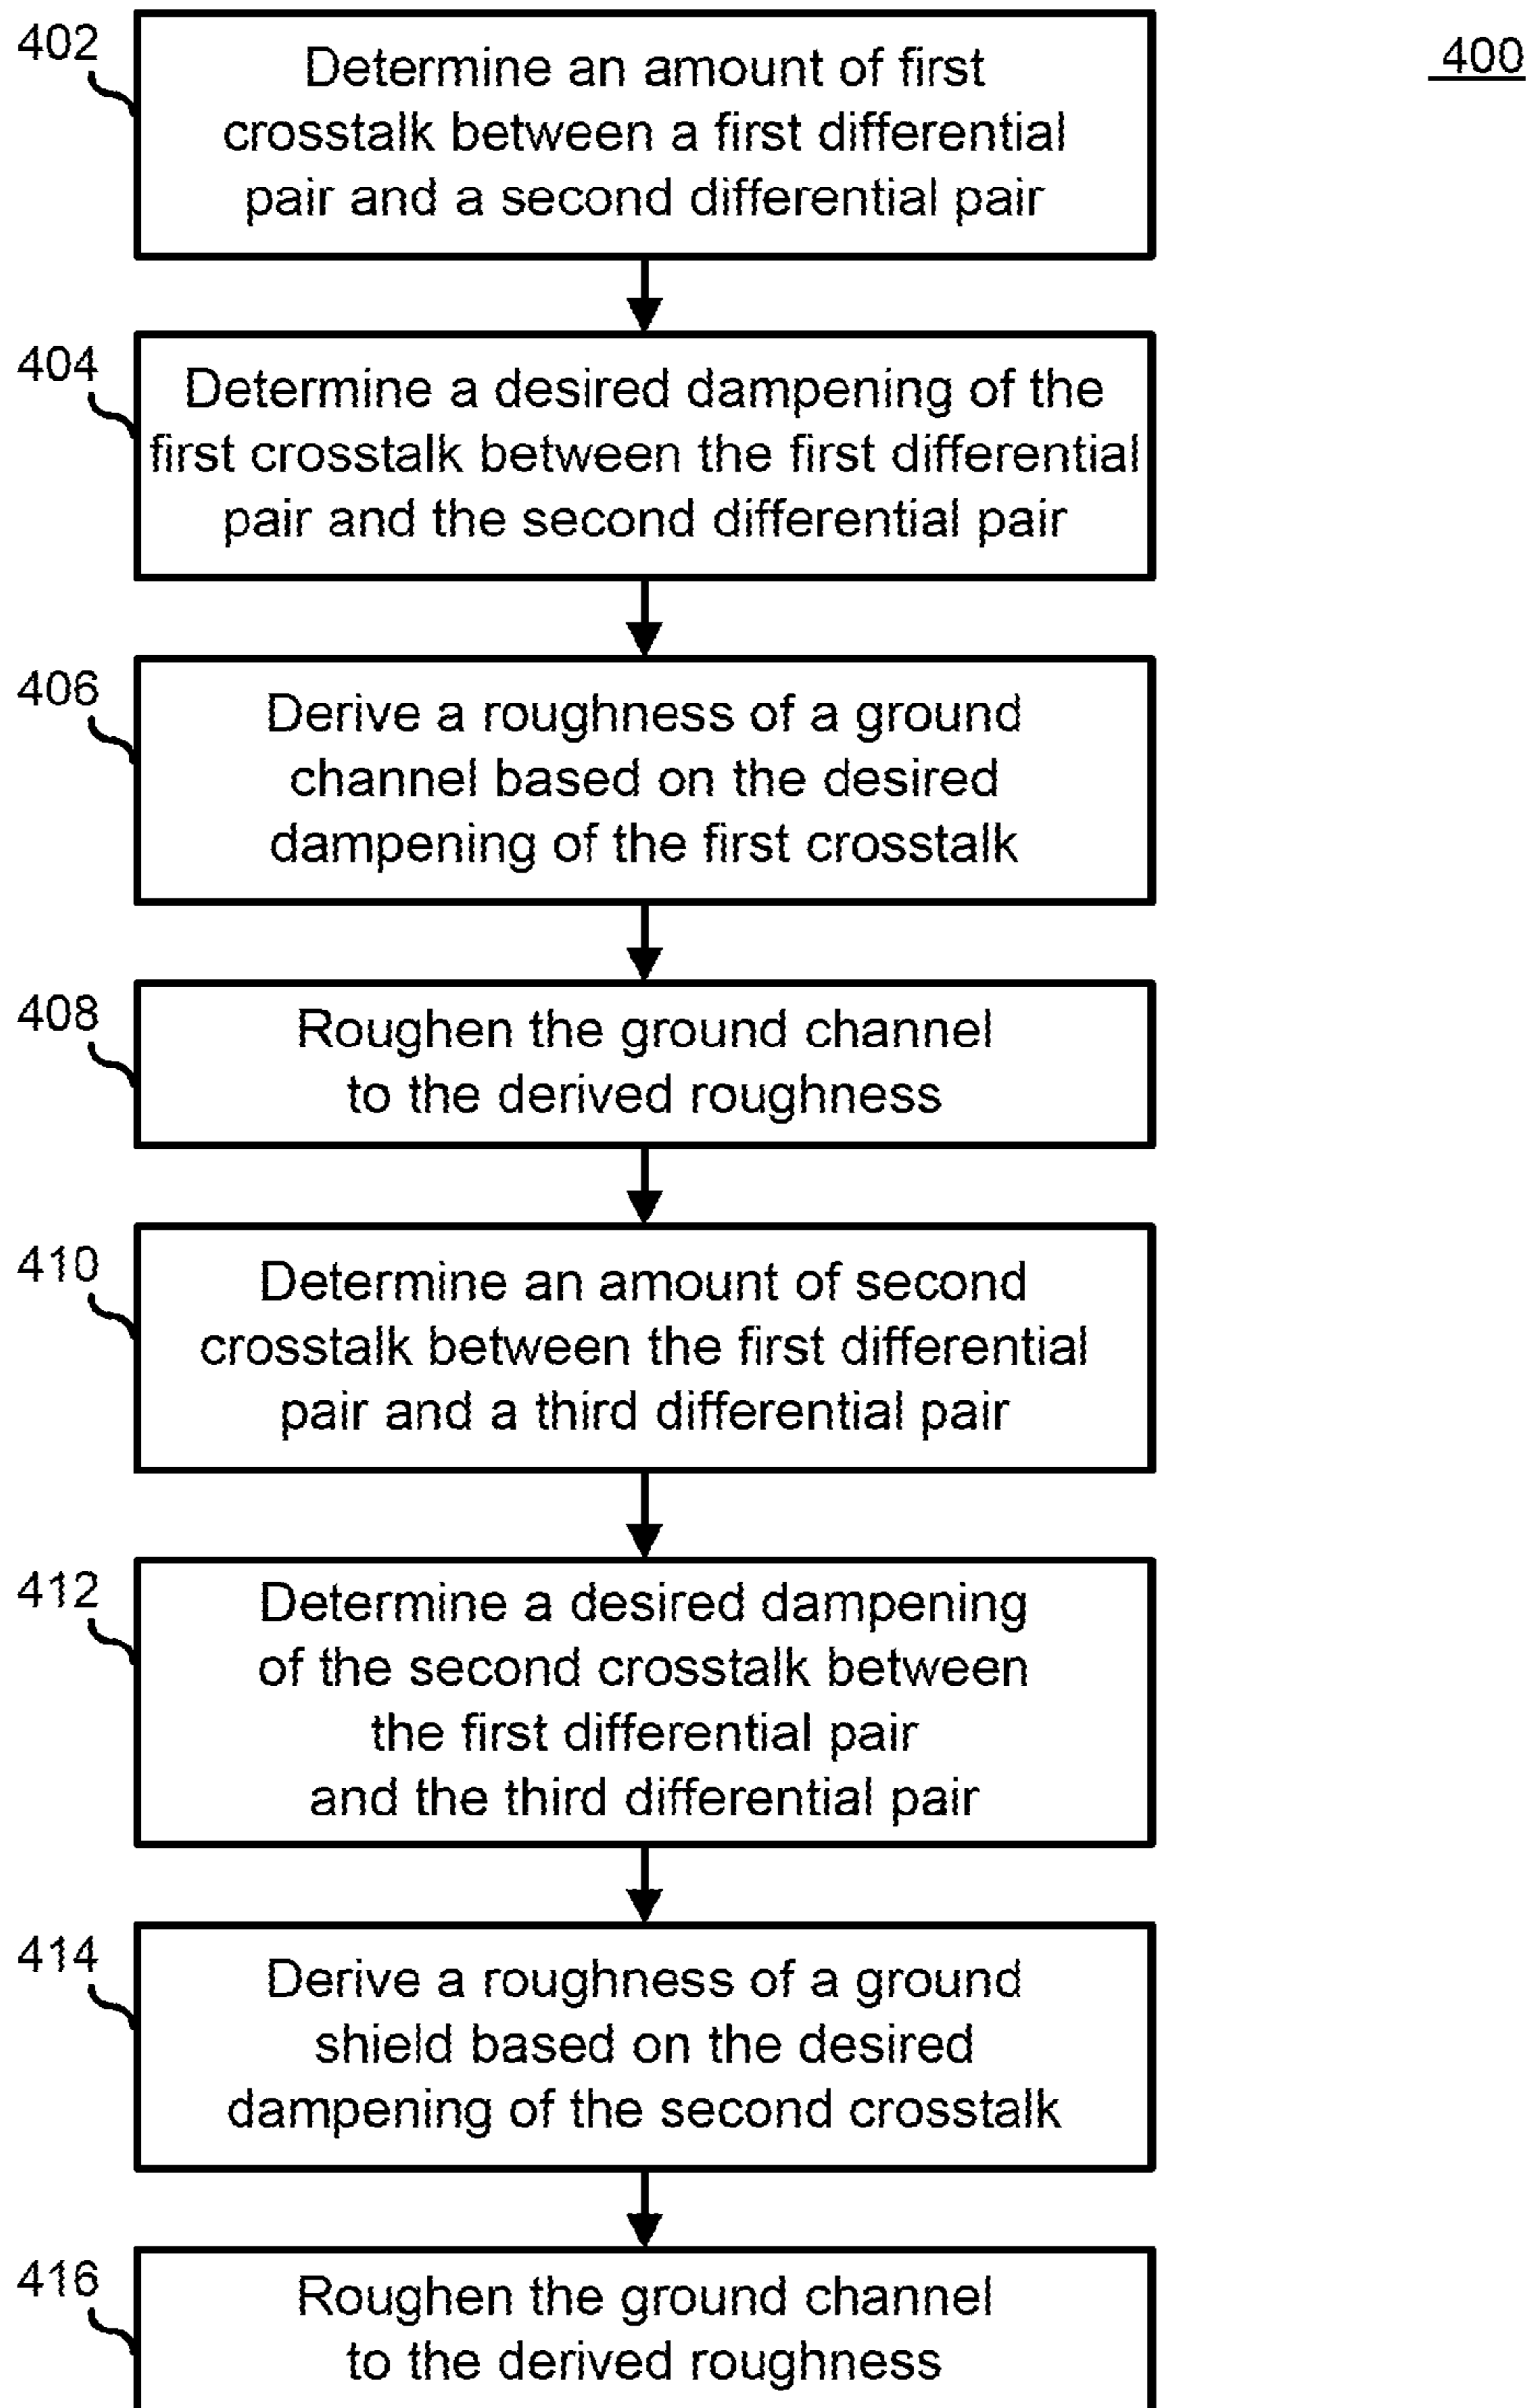 400
402
Determine an amount of first
crosstalk between a first differential
pair and a second differential pair
404
Determine a desired dampening of the
first crosstalk between the first differential
pair and the second differential pair
406
Derive a roughness of a ground
channel based on the desired
dampening of the first crosstalk
408
Roughen the ground channel
to the derived roughness
410
Determine an amount of second
crosstalk between the first differential
pair and a third differential pair
412
Determine a desired dampening
of the second crosstalk between
the first differential pair
and the third differential pair
414
Derive a roughness of a ground
shield based on the desired
dampening of the second crosstalk
416
Roughen the ground channel
to the derived roughness